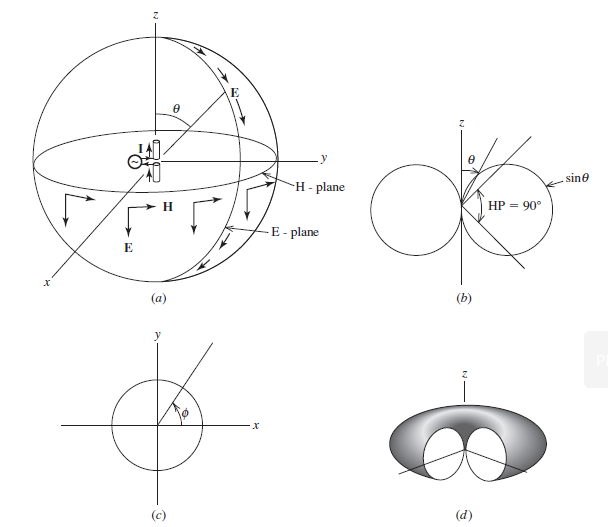 z
E
θ
I
~
y
H - plane
H
E - plane
E
x
(a)
z
θ
sinθ
HP = 90°
(b)
y
ϕ
x
(c)
z
(d)